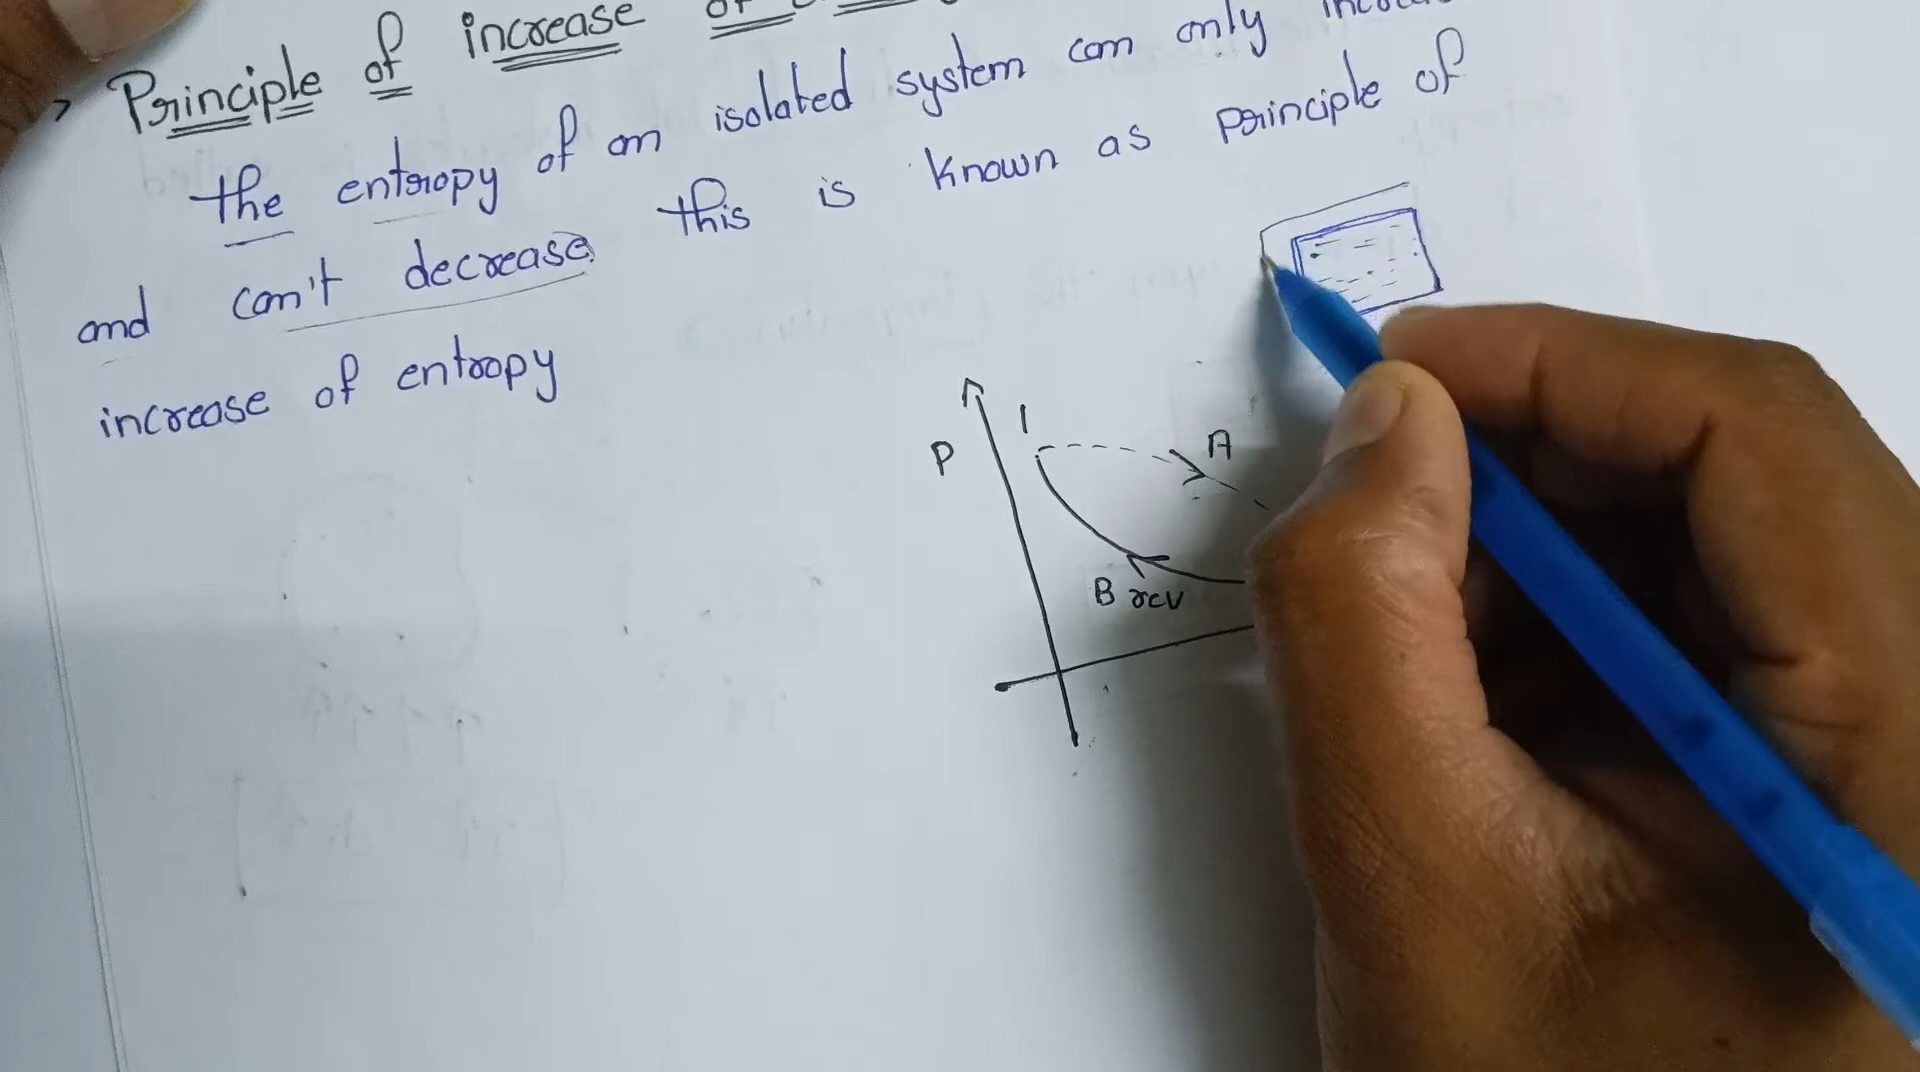 > Principle of increase of
the entropy of an isolated system can only
and can't decrease this is known as principle of
increase of entropy
P
1
A
B rev